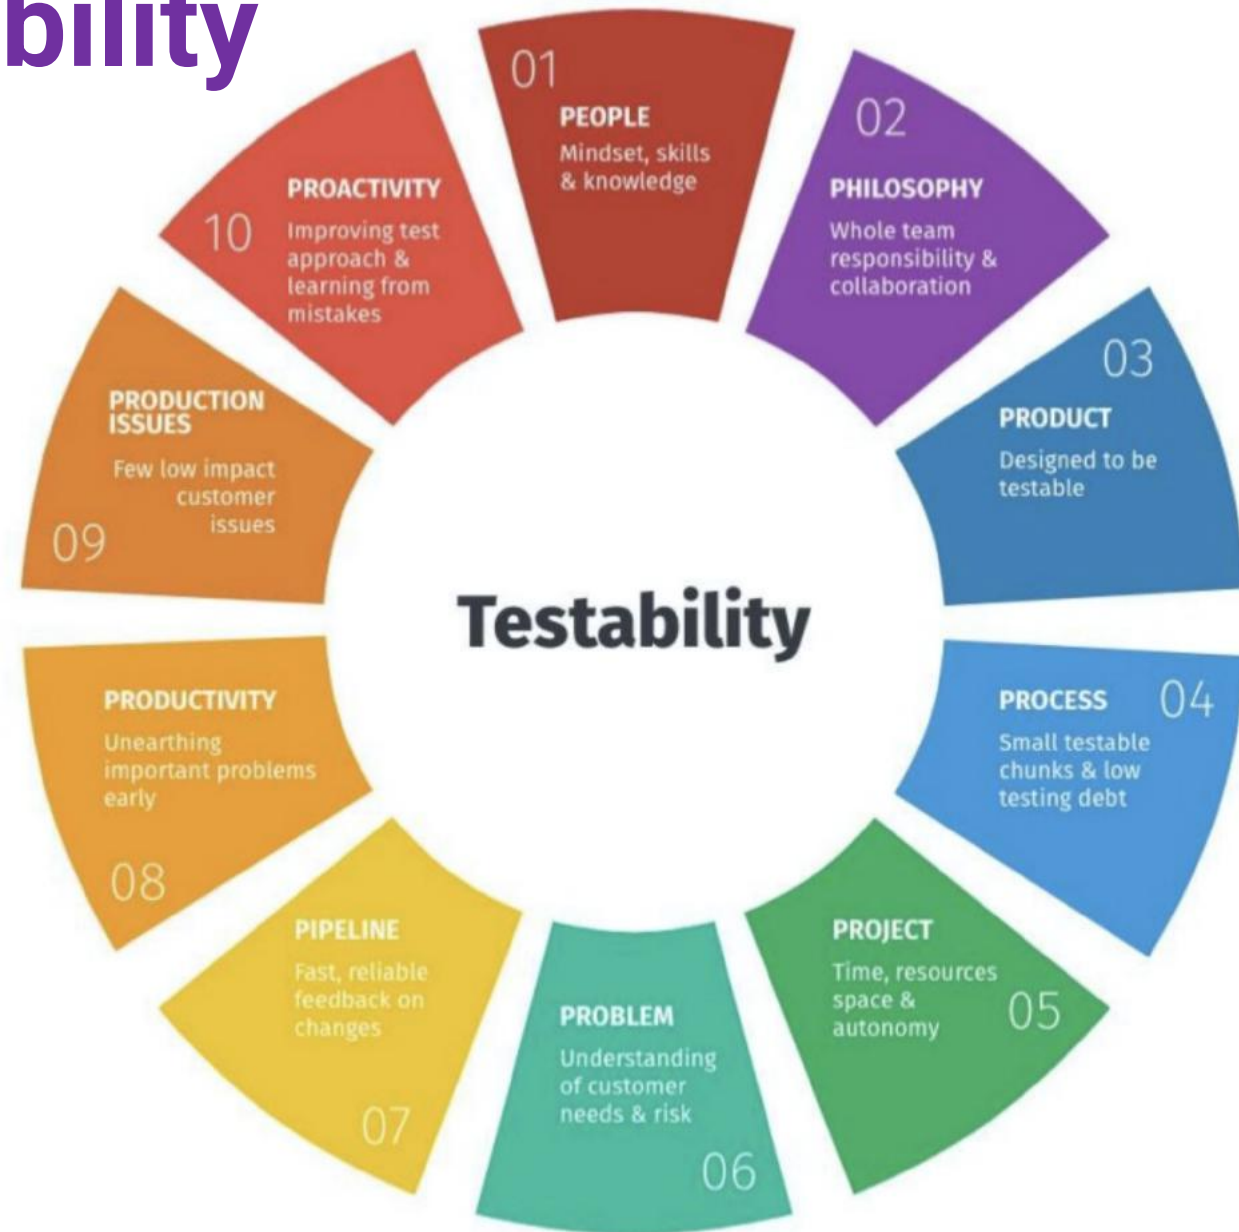 bility
01
PEOPLE
Mindset, skills
& knowledge
02
PHILOSOPHY
Whole team
responsibility &
collaboration
03
PRODUCT
Designed to be
testable
04
PROCESS
Small testable
chunks & low
testing debt
05
PROJECT
Time, resources
space &
autonomy
06
PROBLEM
Understanding
of customer
needs & risk
07
PIPELINE
Fast, reliable
feedback on
changes
08
PRODUCTIVITY
Unearthing
important problems
early
09
PRODUCTION
ISSUES
Few low impact
customer
issues
10
PROACTIVITY
Improving test
approach &
learning from
mistakes
Testability